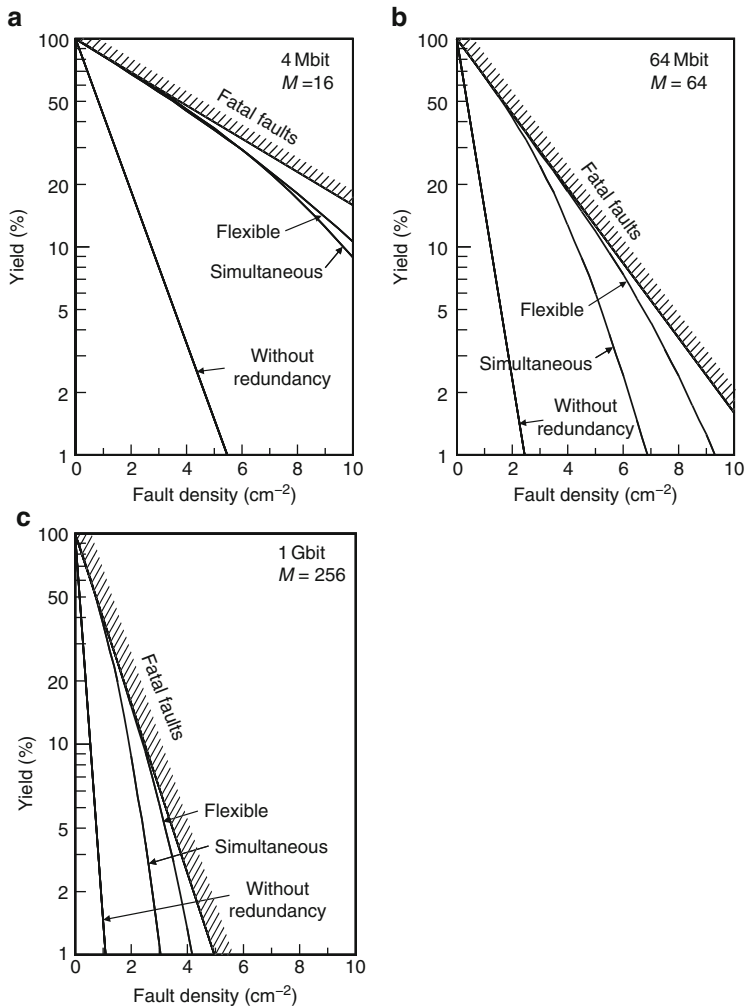 a
4 Mbit
M =16
100
50
20
10
5
2
1
Yield (%)
Fatal faults
Flexible
Simultaneous
Without
redundancy
0 2 4 6 8 10
Fault density (cm⁻²)
b
64 Mbit
M = 64
100
50
20
10
5
2
1
Yield (%)
Fatal faults
Flexible
Simultaneous
Without
redundancy
0 2 4 6 8 10
Fault density (cm⁻²)
c
1 Gbit
M = 256
100
50
20
10
5
2
1
Yield (%)
Fatal faults
Flexible
Simultaneous
Without
redundancy
0 2 4 6 8 10
Fault density (cm⁻²)